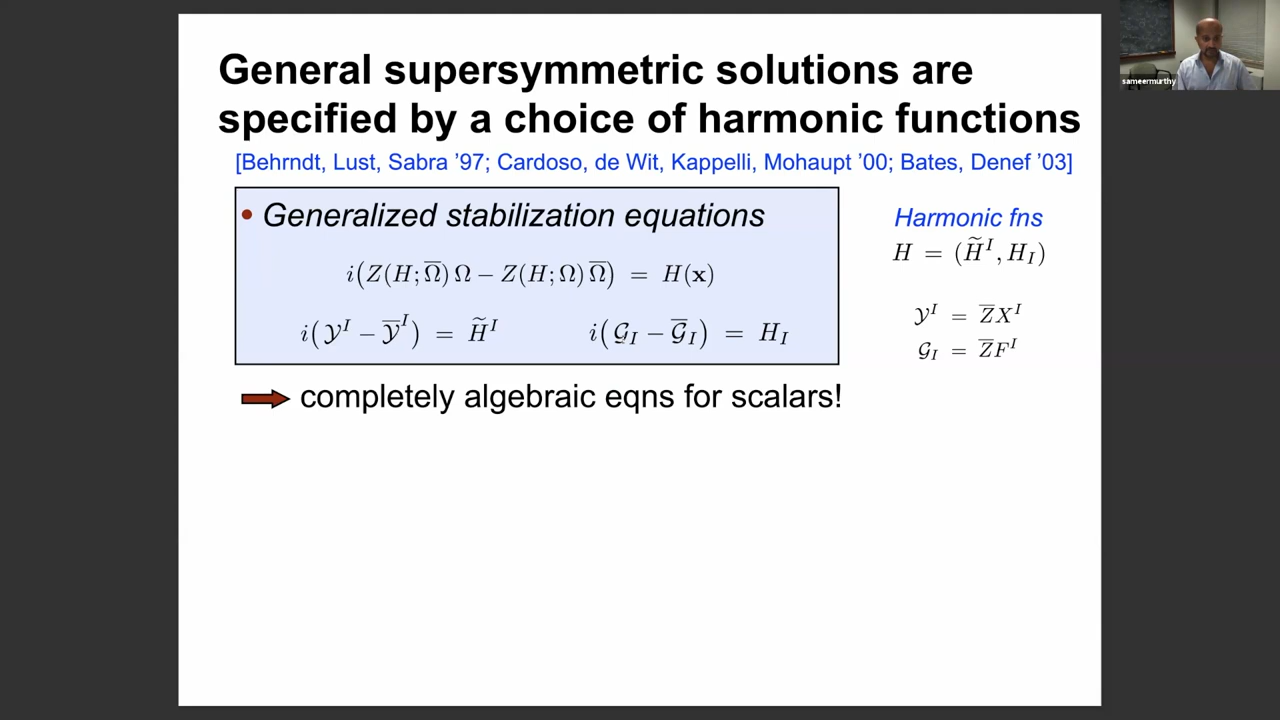 General supersymmetric solutions are
specified by a choice of harmonic functions
[Behrndt, Lust, Sabra '97; Cardoso, de Wit, Kappelli, Mohaupt '00; Bates, Denef '03]
• Generalized stabilization equations
i(Z(H; Ω̅) Ω − Z(H; Ω) Ω̅) = H(x)
i(𝒴^I − 𝒴̅^I) = H̃^I    i(𝒢_I − 𝒢̅_I) = H_I
Harmonic fns
H = (H̃^I, H_I)
𝒴^I = Z̅X^I
𝒢_I = Z̅F^I
completely algebraic eqns for scalars!
sameermurthy